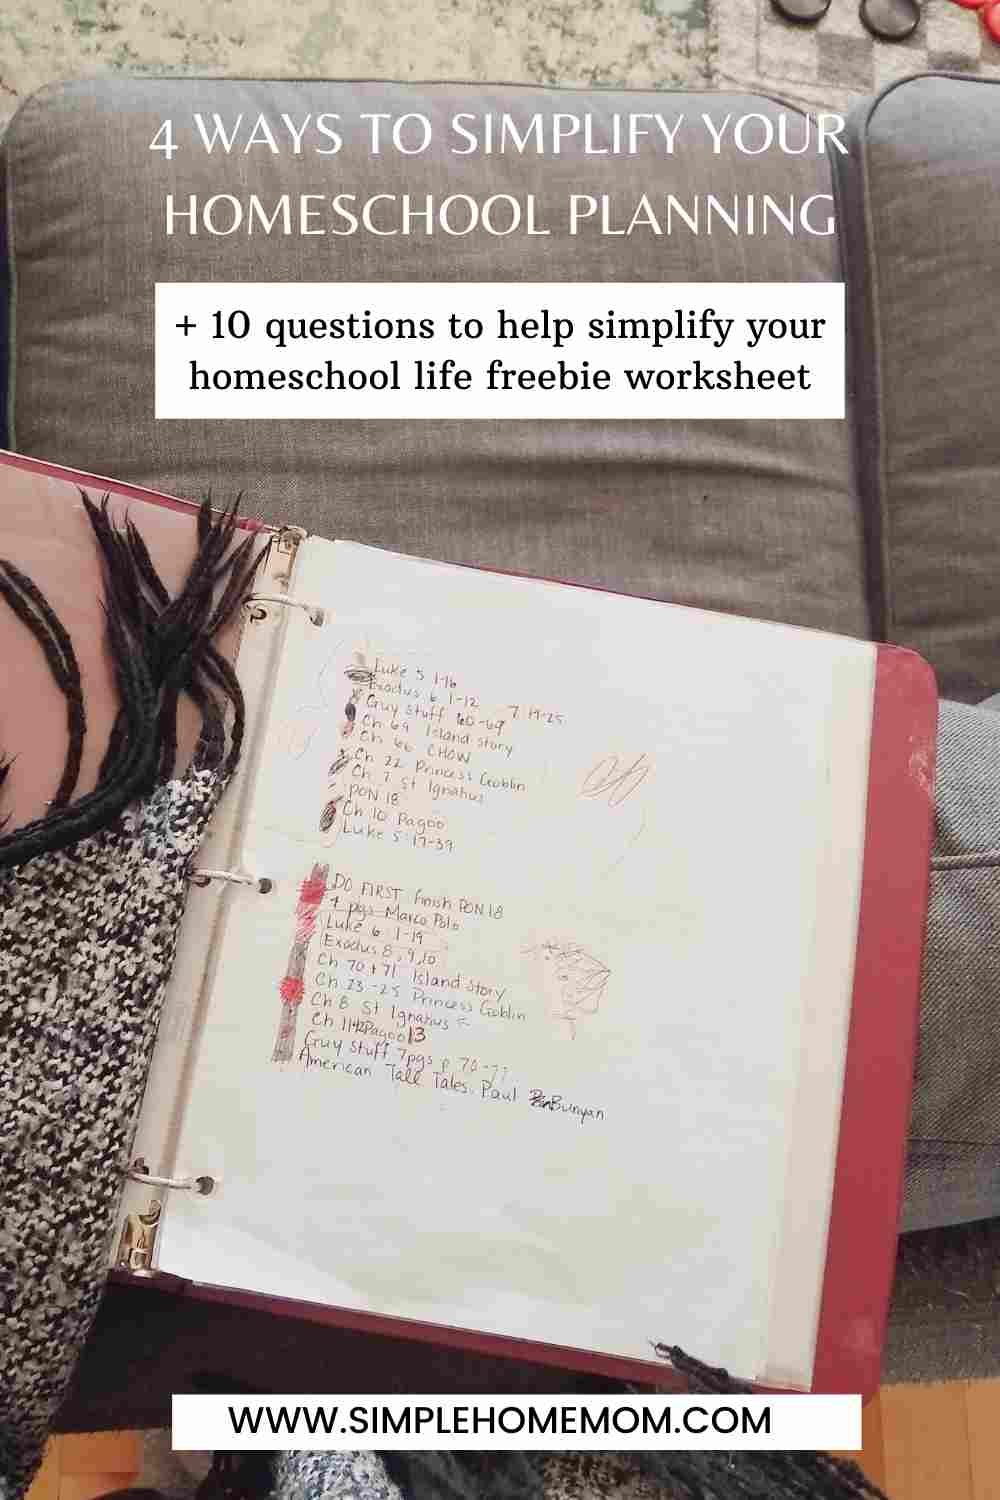 4 WAYS TO SIMPLIFY YOUR
HOMESCHOOL PLANNING
+ 10 questions to help simplify your
homeschool life freebie worksheet
Luke 5 1-16
Exodus 6 1-12 7 14-25
Guy Stuff 60-69
Ch 69 Island Story
Ch 66 CHOW
Ch 22 Princess Goblin
Ch 7 St Ignatius
PON 18
Ch 10 Pagoo
Luke 5 17-39
DO FIRST finish PON 18
4 pgs Marco Polo
Luke 6 1-19
Exodus 8, 9, 10
Ch 70+71 Island Story
Ch 23-25 Princess Goblin
Ch 8 St Ignatius
Ch 11+12 Pagoo 13
Guy Stuff 7pgs p 70-77
American Tall Tales. Paul Bunyan
WWW.SIMPLEHOMEMOM.COM